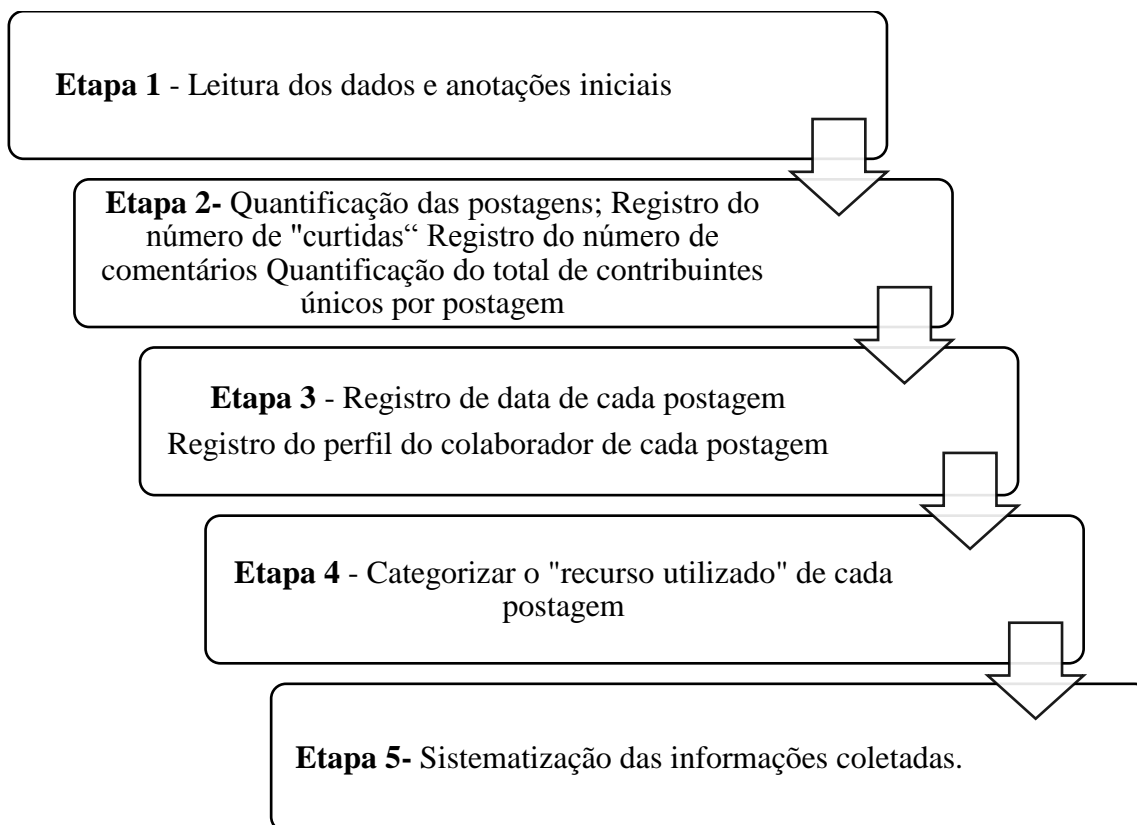 Etapa 1 - Leitura dos dados e anotações iniciais
Etapa 2- Quantificação das postagens; Registro do
número de "curtidas“ Registro do número de
comentários Quantificação do total de contribuintes
únicos por postagem
Etapa 3 - Registro de data de cada postagem
Registro do perfil do colaborador de cada postagem
Etapa 4 - Categorizar o "recurso utilizado" de cada
postagem
Etapa 5- Sistematização das informações coletadas.